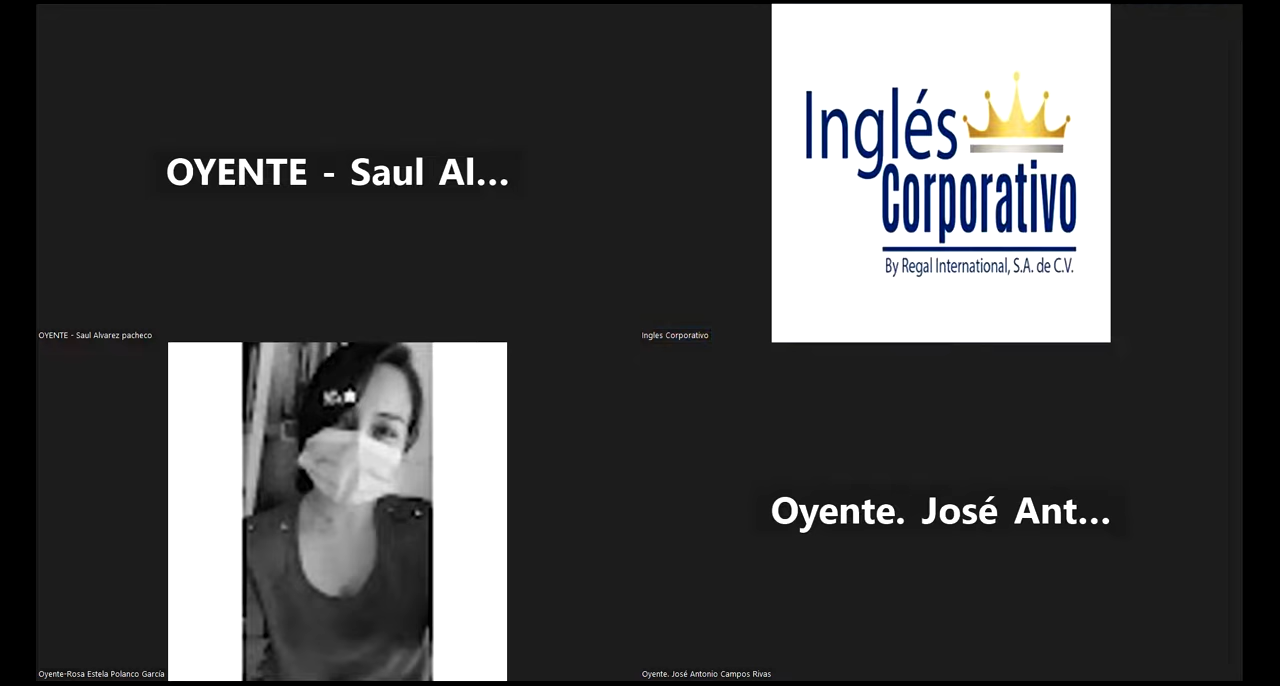 OYENTE - Saul Al...
Inglés
Corporativo
By Regal International, S.A. de C.V.
OYENTE - Saul Alvarez pacheco
Ingles Corporativo
Oyente. José Ant...
Oyente-Rosa Estela Polanco García
Oyente. José Antonio Campos Rivas